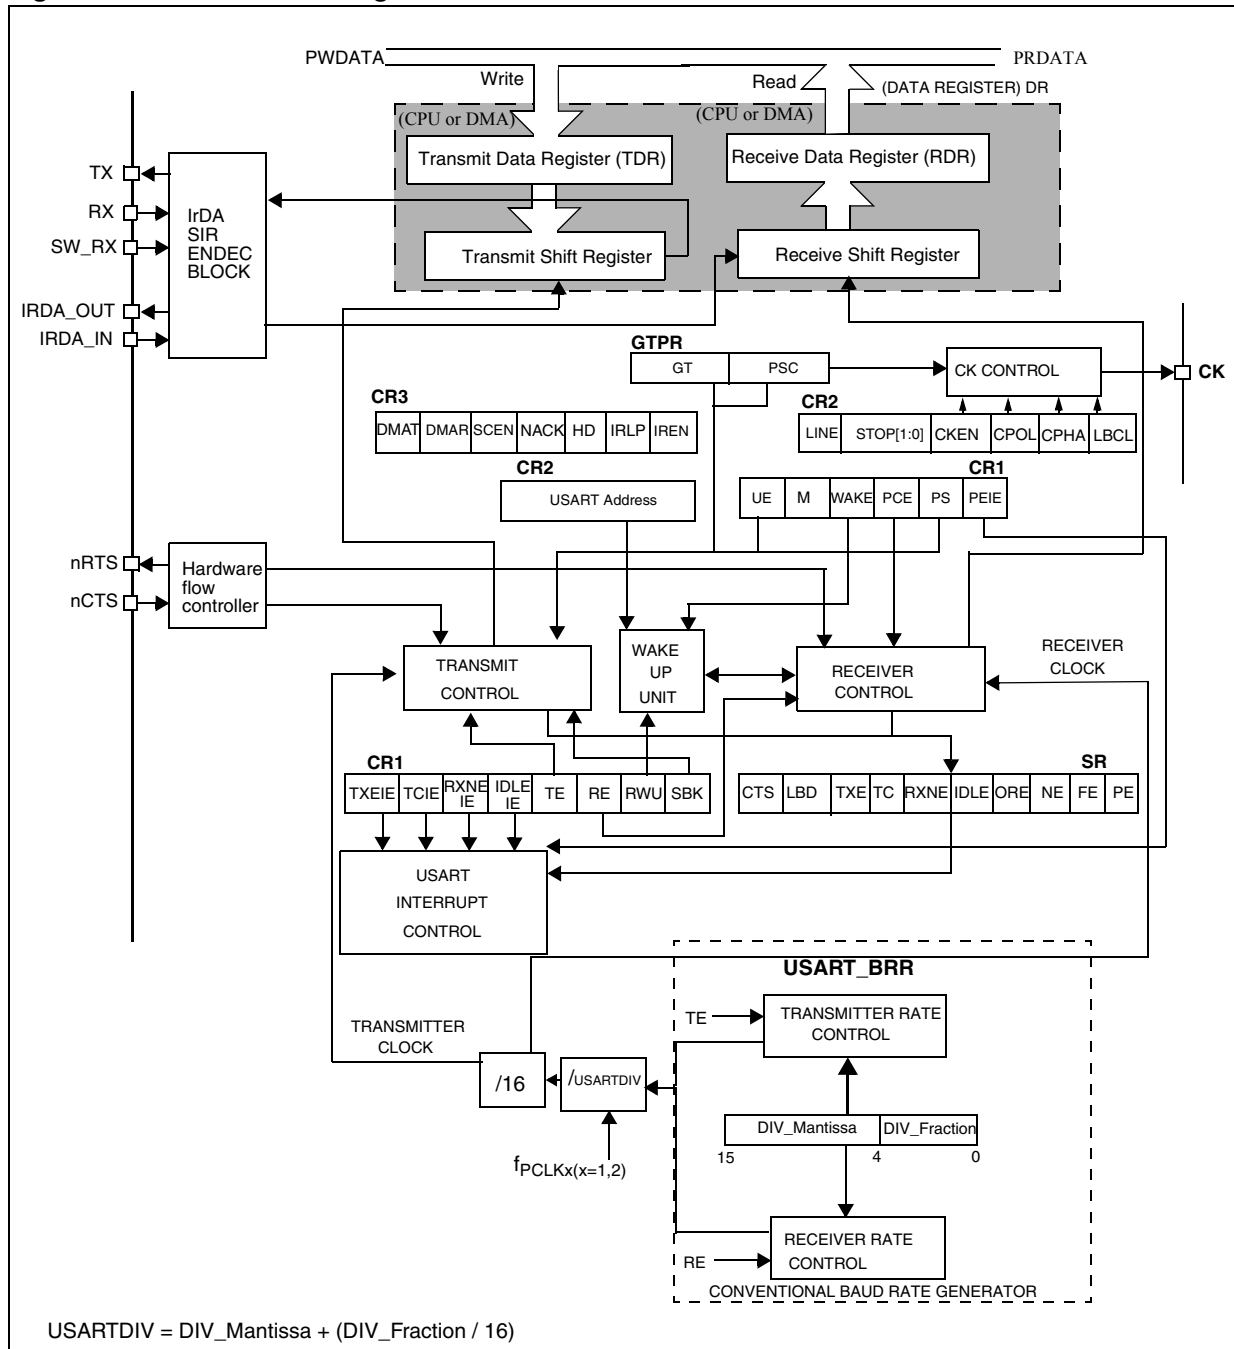 PWDATA
PRDATA
Write
Read
(DATA REGISTER) DR
(CPU or DMA)
(CPU or DMA)
Transmit Data Register (TDR)
Receive Data Register (RDR)
TX
RX
SW_RX
IRDA_OUT
IRDA_IN
IrDA
SIR
ENDEC
BLOCK
Transmit Shift Register
Receive Shift Register
GTPR
GT
PSC
CK CONTROL
CK
CR3
DMAT DMAR SCEN NACK HD IRLP IREN
CR2
LINE STOP[1:0] CKEN CPOL CPHA LBCL
CR2
USART Address
CR1
UE M WAKE PCE PS PEIE
nRTS
nCTS
Hardware
flow
controller
TRANSMIT
CONTROL
WAKE
UP
UNIT
RECEIVER
CONTROL
RECEIVER
CLOCK
CR1
TXEIE TCIE RXNE IE IDLE IE TE RE RWU SBK
SR
CTS LBD TXE TC RXNE IDLE ORE NE FE PE
USART
INTERRUPT
CONTROL
USART_BRR
TE
TRANSMITTER RATE
CONTROL
TRANSMITTER
CLOCK
/16
/USARTDIV
fPCLKx(x=1,2)
DIV_Mantissa DIV_Fraction
15 4 0
RE
RECEIVER RATE
CONTROL
CONVENTIONAL BAUD RATE GENERATOR
USARTDIV = DIV_Mantissa + (DIV_Fraction / 16)